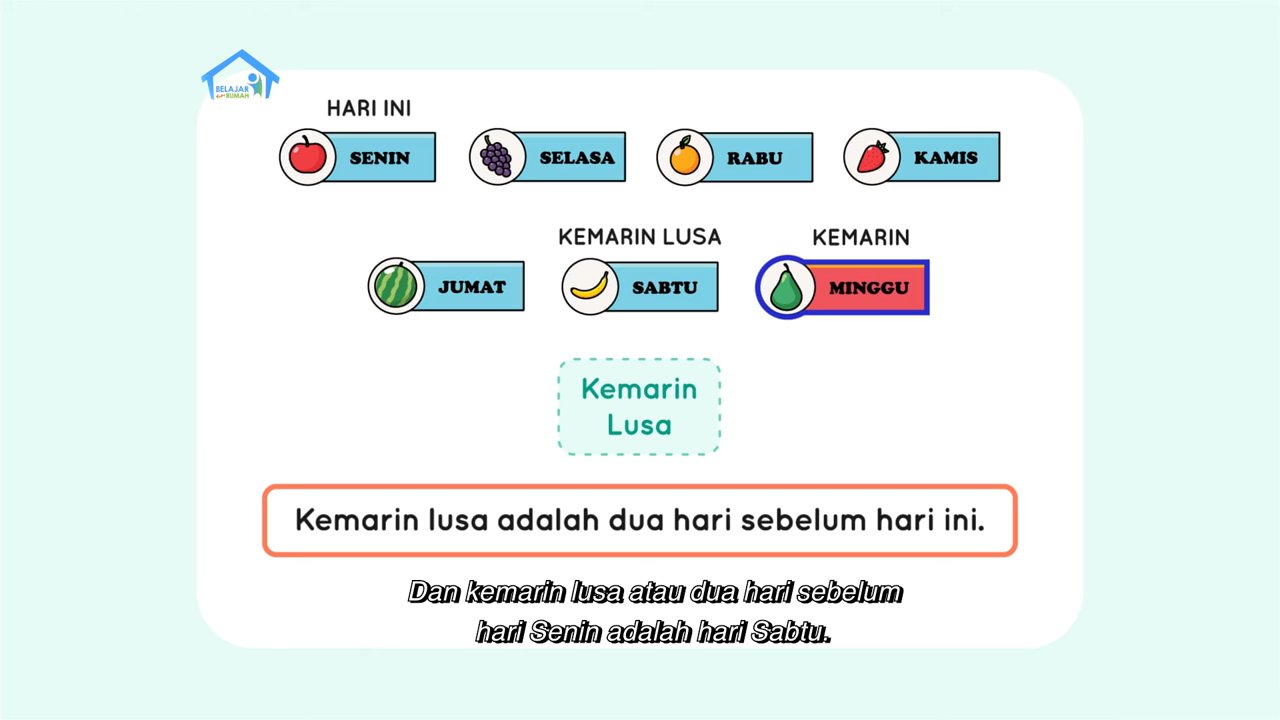 BELAJAR
dari RUMAH
HARI INI
SENIN
SELASA
RABU
KAMIS
KEMARIN LUSA
KEMARIN
JUMAT
SABTU
MINGGU
Kemarin
Lusa
Kemarin lusa adalah dua hari sebelum hari ini.
Dan kemarin lusa atau dua hari sebelum
hari Senin adalah hari Sabtu.